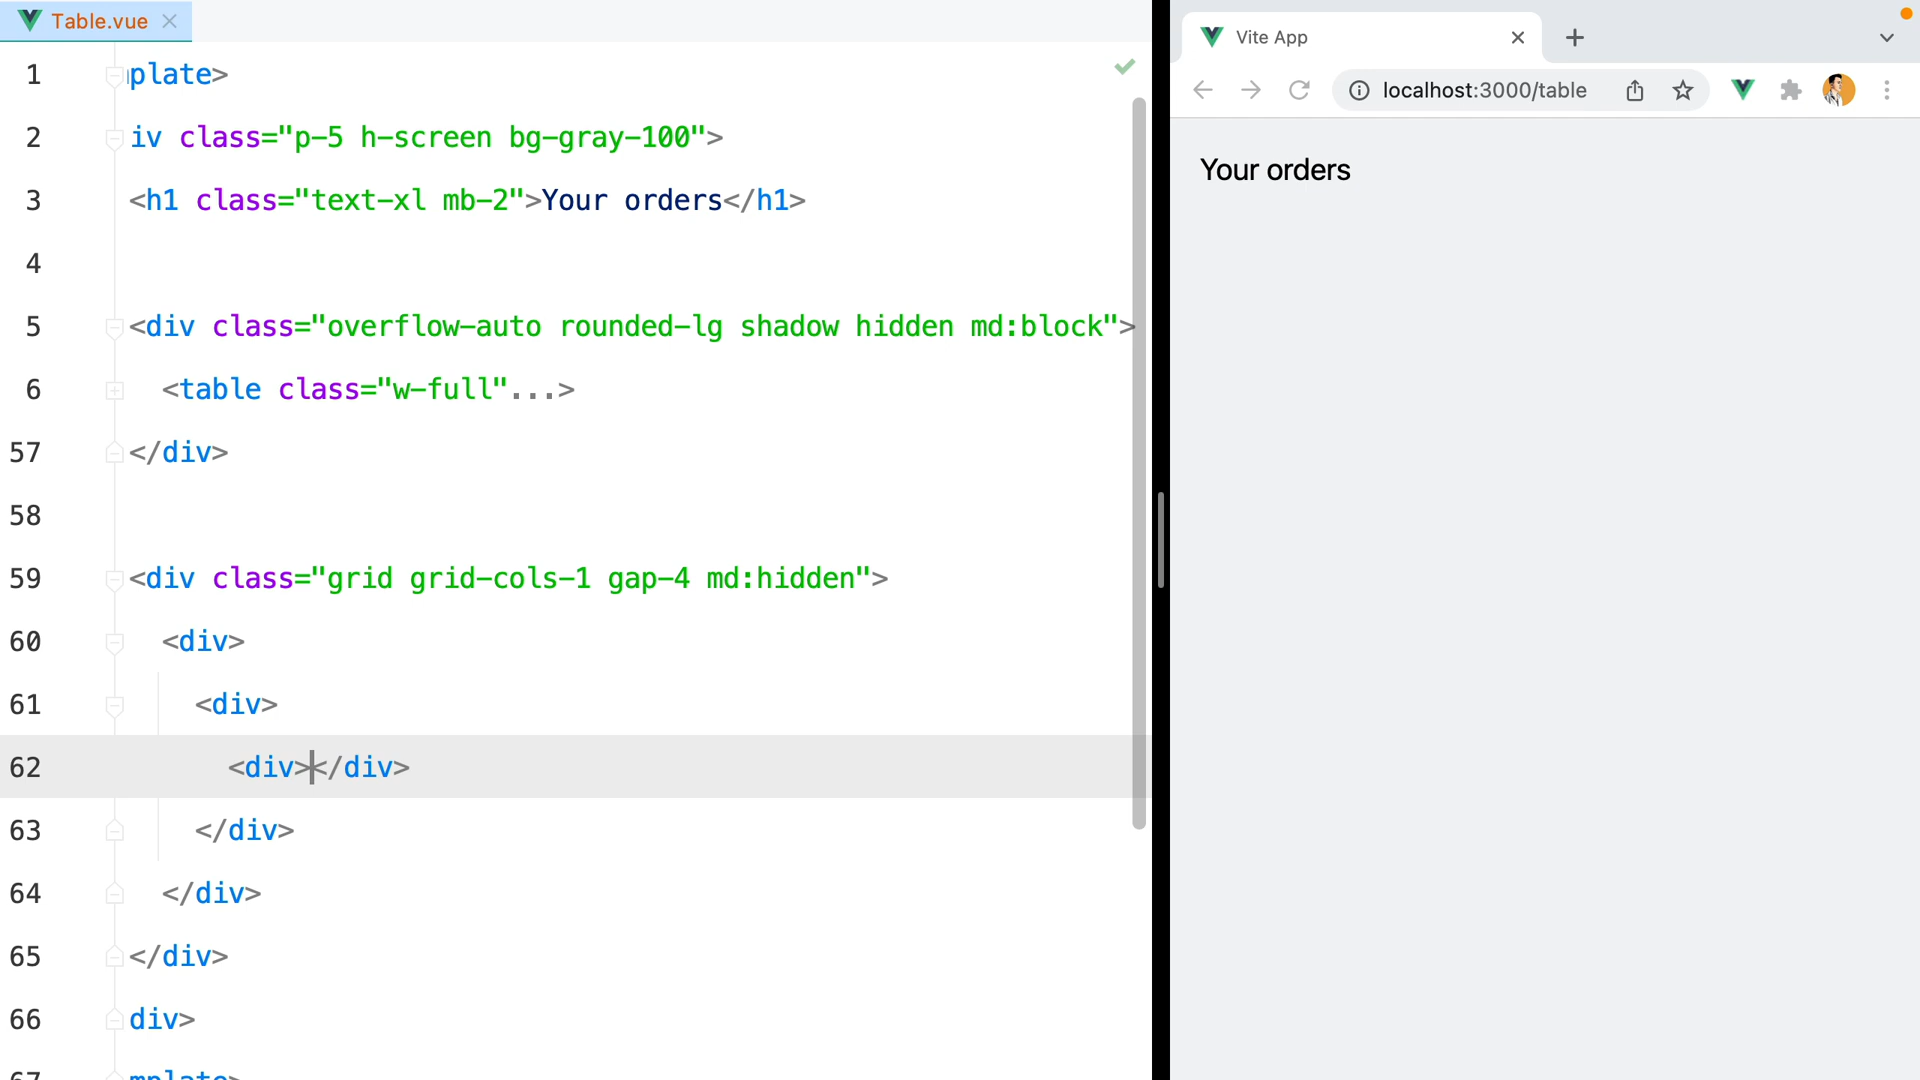 Table.vue
1 plate>
2 iv class="p-5 h-screen bg-gray-100">
3 <h1 class="text-xl mb-2">Your orders</h1>
4
5 <div class="overflow-auto rounded-lg shadow hidden md:block">
6 <table class="w-full"...>
57 </div>
58
59 <div class="grid grid-cols-1 gap-4 md:hidden">
60 <div>
61 <div>
62 <div></div>
63 </div>
64 </div>
65 </div>
66 div>
67 mplate>
Vite App
localhost:3000/table
Your orders